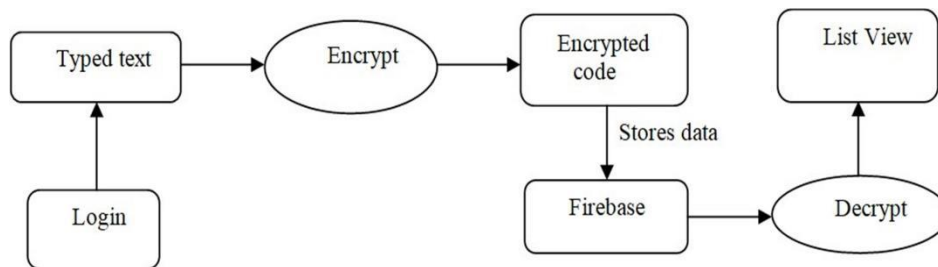 Typed text
Encrypt
Encrypted
code
List View
Stores data
Login
Firebase
Decrypt